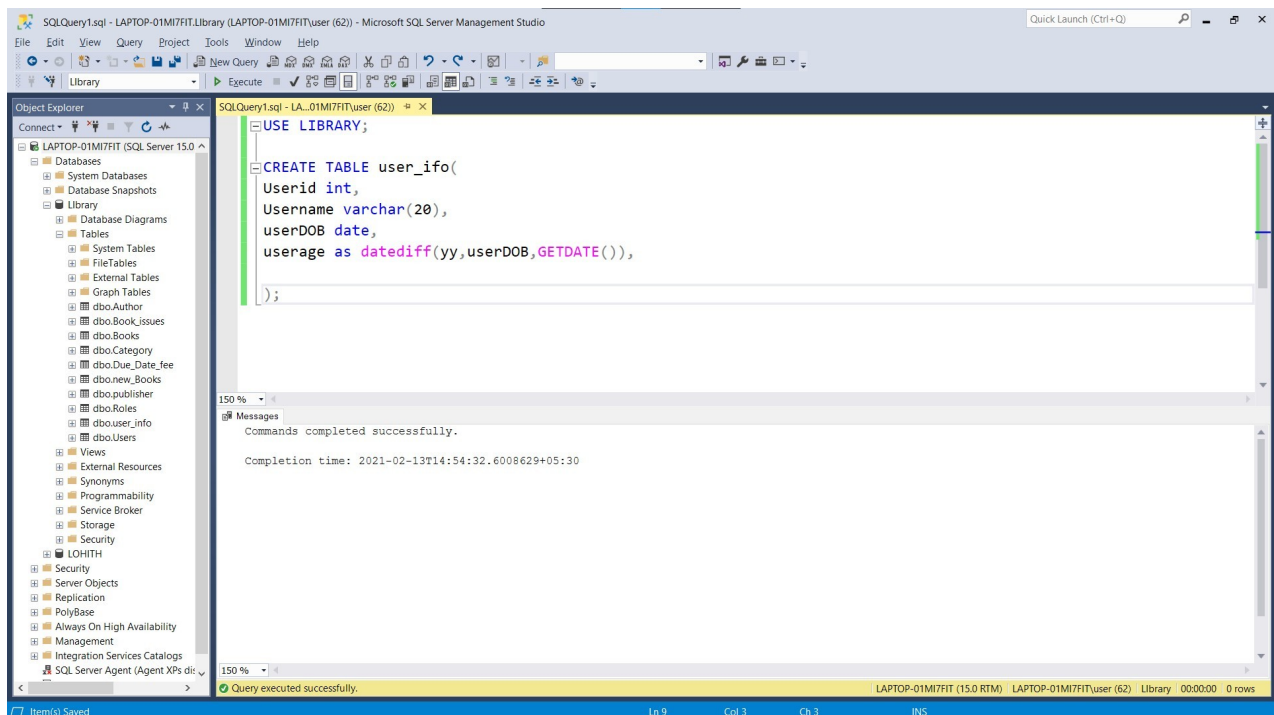 SQLQuery1.sql - LAPTOP-01MI7FIT.LIbrary (LAPTOP-01MI7FIT\user (62)) - Microsoft SQL Server Management Studio
Quick Launch (Ctrl+Q)
File Edit View Query Project Tools Window Help
New Query
LIbrary
Execute
Object Explorer
SQLQuery1.sql - LA...01MI7FIT\user (62))
Connect
LAPTOP-01MI7FIT (SQL Server 15.0
Databases
System Databases
Database Snapshots
LIbrary
Database Diagrams
Tables
System Tables
FileTables
External Tables
Graph Tables
dbo.Author
dbo.Book_issues
dbo.Books
dbo.Category
dbo.Due_Date_fee
dbo.new_Books
dbo.publisher
dbo.Roles
dbo.user_info
dbo.Users
Views
External Resources
Synonyms
Programmability
Service Broker
Storage
Security
LOHITH
Security
Server Objects
Replication
PolyBase
Always On High Availability
Management
Integration Services Catalogs
SQL Server Agent (Agent XPs dis
USE LIBRARY;
CREATE TABLE user_ifo(
Userid int,
Username varchar(20),
userDOB date,
userage as datediff(yy,userDOB,GETDATE()),
);
150 %
Messages
Commands completed successfully.
Completion time: 2021-02-13T14:54:32.6008629+05:30
150 %
Query executed successfully.
LAPTOP-01MI7FIT (15.0 RTM) LAPTOP-01MI7FIT\user (62) LIbrary 00:00:00 0 rows
Item(s) Saved Ln 9 Col 3 Ch 3 INS